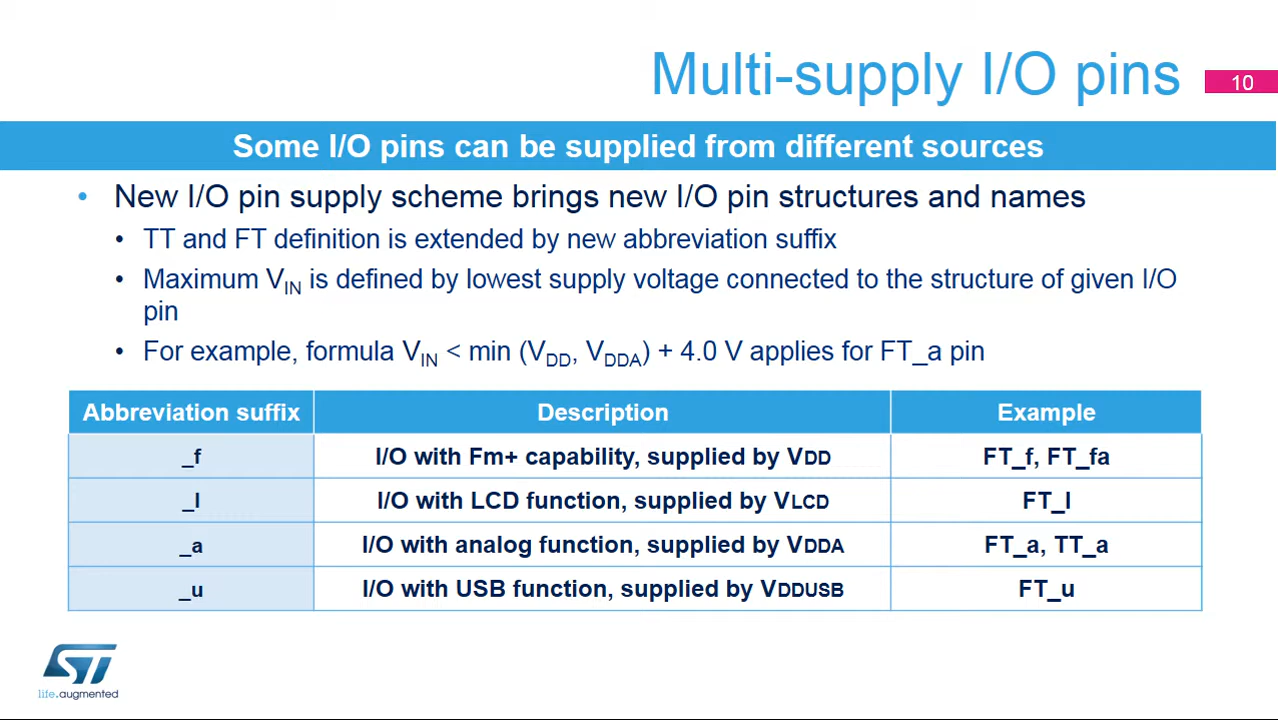 Multi-supply I/O pins
10
Some I/O pins can be supplied from different sources
• New I/O pin supply scheme brings new I/O pin structures and names
• TT and FT definition is extended by new abbreviation suffix
• Maximum VIN is defined by lowest supply voltage connected to the structure of given I/O
pin
• For example, formula VIN < min (VDD, VDDA) + 4.0 V applies for FT_a pin
Abbreviation suffix Description Example
_f I/O with Fm+ capability, supplied by VDD FT_f, FT_fa
_l I/O with LCD function, supplied by VLCD FT_l
_a I/O with analog function, supplied by VDDA FT_a, TT_a
_u I/O with USB function, supplied by VDDUSB FT_u
ST
life.augmented